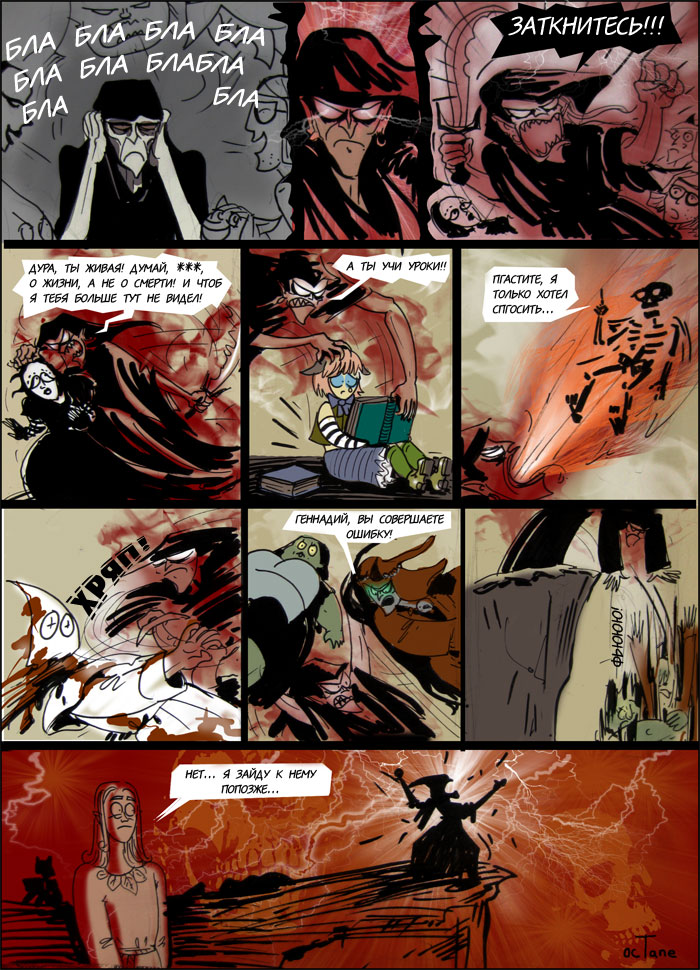 БЛА БЛА БЛА БЛА
БЛА БЛА БЛАБЛА
БЛА БЛА
ЗАТКНИТЕСЬ!!!
ДУРА, ТЫ ЖИВАЯ! ДУМАЙ, ***,
О ЖИЗНИ, А НЕ О СМЕРТИ! И ЧТОБ
Я ТЕБЯ БОЛЬШЕ ТУТ НЕ ВИДЕЛ!
А ТЫ УЧИ УРОКИ!!
ПГАСТИТЕ, Я
ТОЛЬКО ХОТЕЛ
СПГОСИТЬ...
ХРЯП!
ГЕННАДИЙ, ВЫ СОВЕРШАЕТЕ
ОШИБКУ!
ФЧЮЮЮ!
НЕТ... Я ЗАЙДУ К НЕМУ
ПОПОЗЖЕ...
ocTane